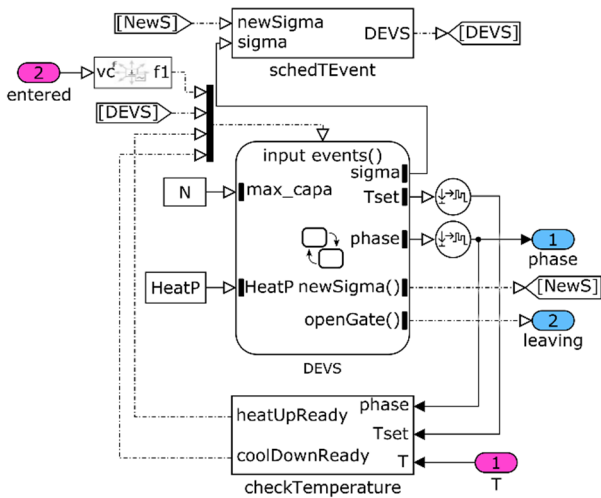 [NewS]
newSigma
sigma
DEVS
[DEVS]
schedTEvent
2
entered
vc
f
f1
[DEVS]
input events()
sigma
N
max_capa
Tset
phase
1
phase
HeatP
HeatP
newSigma()
[NewS]
openGate()
2
leaving
DEVS
heatUpReady
phase
Tset
coolDownReady
T
1
T
checkTemperature